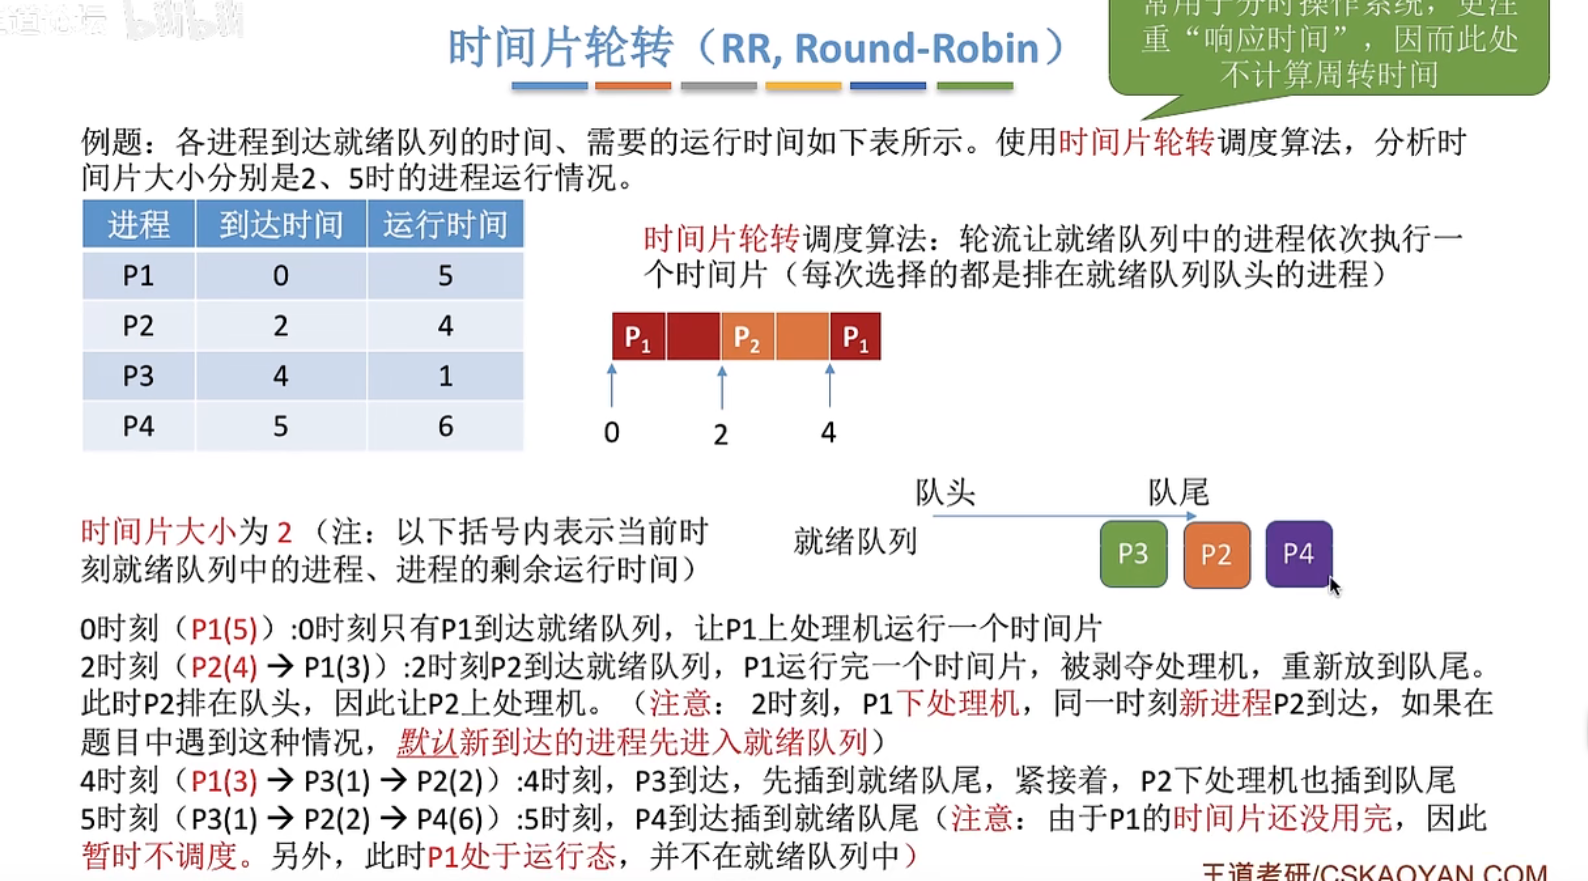 时间片轮转（RR, Round-Robin）
常用于分时操作系统，更注
重“响应时间”，因而此处
不计算周转时间
例题：各进程到达就绪队列的时间、需要的运行时间如下表所示。使用时间片轮转调度算法，分析时
间片大小分别是2、5时的进程运行情况。
进程 到达时间 运行时间
P1 0 5
P2 2 4
P3 4 1
P4 5 6
时间片轮转调度算法：轮流让就绪队列中的进程依次执行一
个时间片（每次选择的都是排在就绪队列队头的进程）
P1 P2 P1
0 2 4
队头 队尾
就绪队列
P3 P2 P4
时间片大小为 2 （注：以下括号内表示当前时
刻就绪队列中的进程、进程的剩余运行时间）
0时刻（P1(5)）:0时刻只有P1到达就绪队列，让P1上处理机运行一个时间片
2时刻（P2(4) → P1(3)）:2时刻P2到达就绪队列，P1运行完一个时间片，被剥夺处理机，重新放到队尾。
此时P2排在队头，因此让P2上处理机。（注意： 2时刻，P1下处理机，同一时刻新进程P2到达，如果在
题目中遇到这种情况，默认新到达的进程先进入就绪队列）
4时刻（P1(3) → P3(1) → P2(2)）:4时刻，P3到达，先插到就绪队尾，紧接着，P2下处理机也插到队尾
5时刻（P3(1) → P2(2) → P4(6)）:5时刻，P4到达插到就绪队尾（注意：由于P1的时间片还没用完，因此
暂时不调度。另外，此时P1处于运行态，并不在就绪队列中）
王道考研/CSKAOYAN.COM